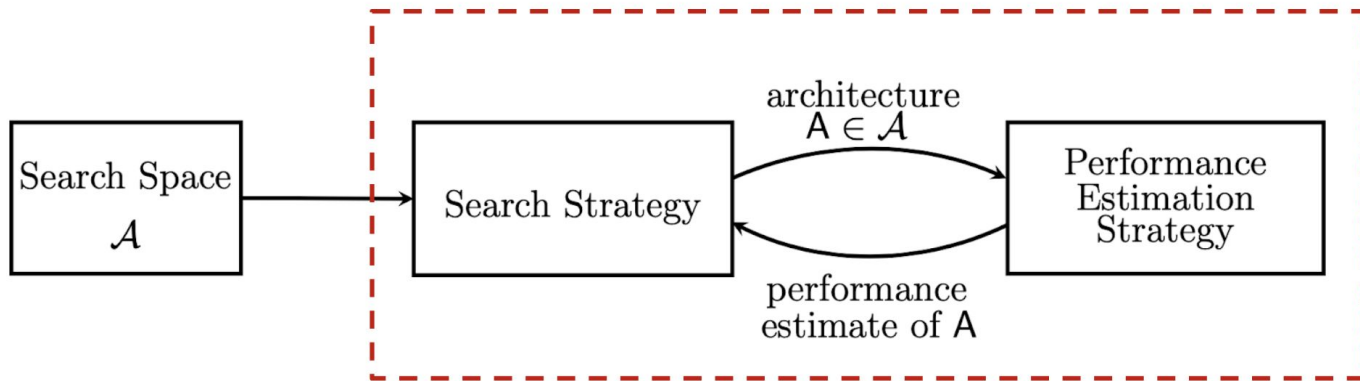 Search Space
𝒜
Search Strategy
architecture
A ∈ 𝒜
performance
estimate of A
Performance
Estimation
Strategy